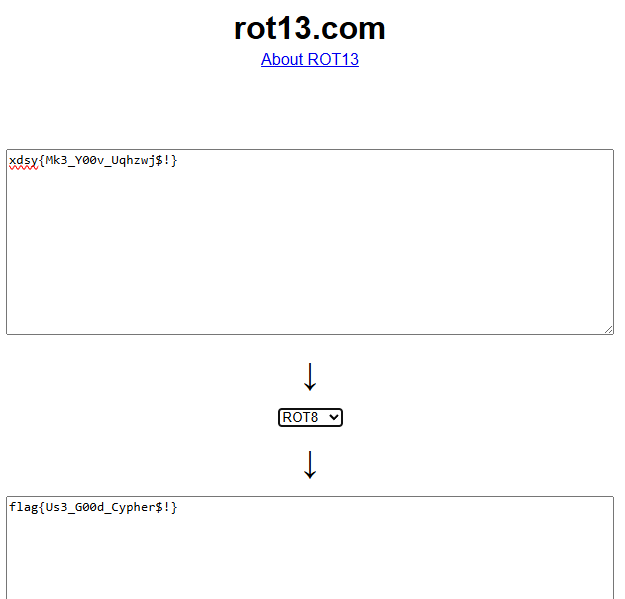 rot13.com
About ROT13
xdsy{Mk3_Y00v_Uqhzwj$!}
↓
ROT8
↓
flag{Us3_G00d_Cypher$!}